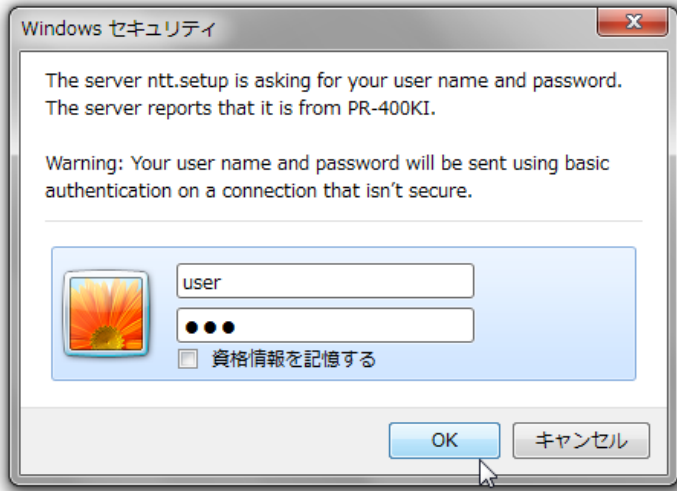 Windows セキュリティ
The server ntt.setup is asking for your user name and password.
The server reports that it is from PR-400KI.
Warning: Your user name and password will be sent using basic
authentication on a connection that isn't secure.
user
●●●
資格情報を記憶する
OK
キャンセル